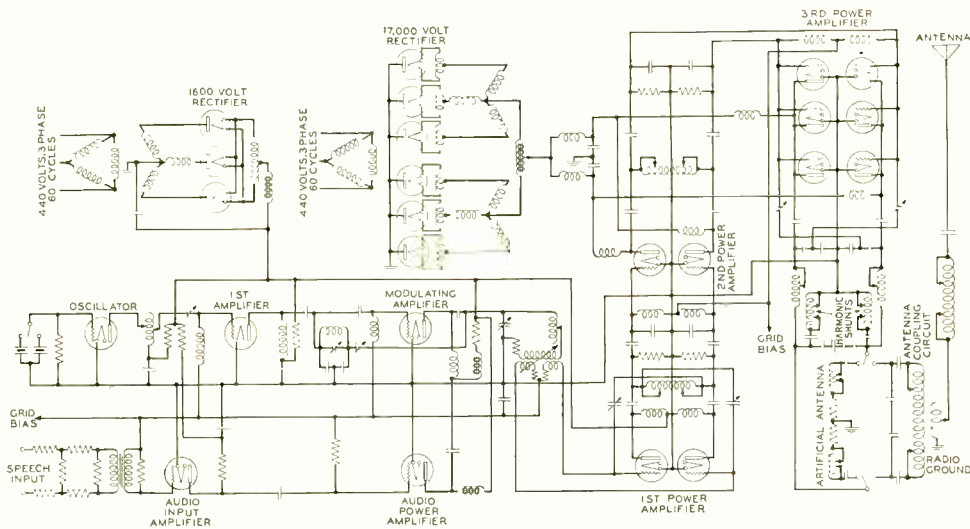 3RD POWER
AMPLIFIER
ANTENNA
17,000 VOLT
RECTIFIER
1600 VOLT
RECTIFIER
440 VOLTS, 3 PHASE
60 CYCLES
440 VOLTS, 3 PHASE
60 CYCLES
2ND POWER
AMPLIFIER
OSCILLATOR
1ST
AMPLIFIER
MODULATING
AMPLIFIER
GRID
BIAS
HARMONIC
SHUNTS
ANTENNA
COUPLING
CIRCUIT
GRID
BIAS
SPEECH
INPUT
AUDIO
INPUT
AMPLIFIER
AUDIO
POWER
AMPLIFIER
1ST POWER
AMPLIFIER
ARTIFICIAL ANTENNA
RADIO
GROUND